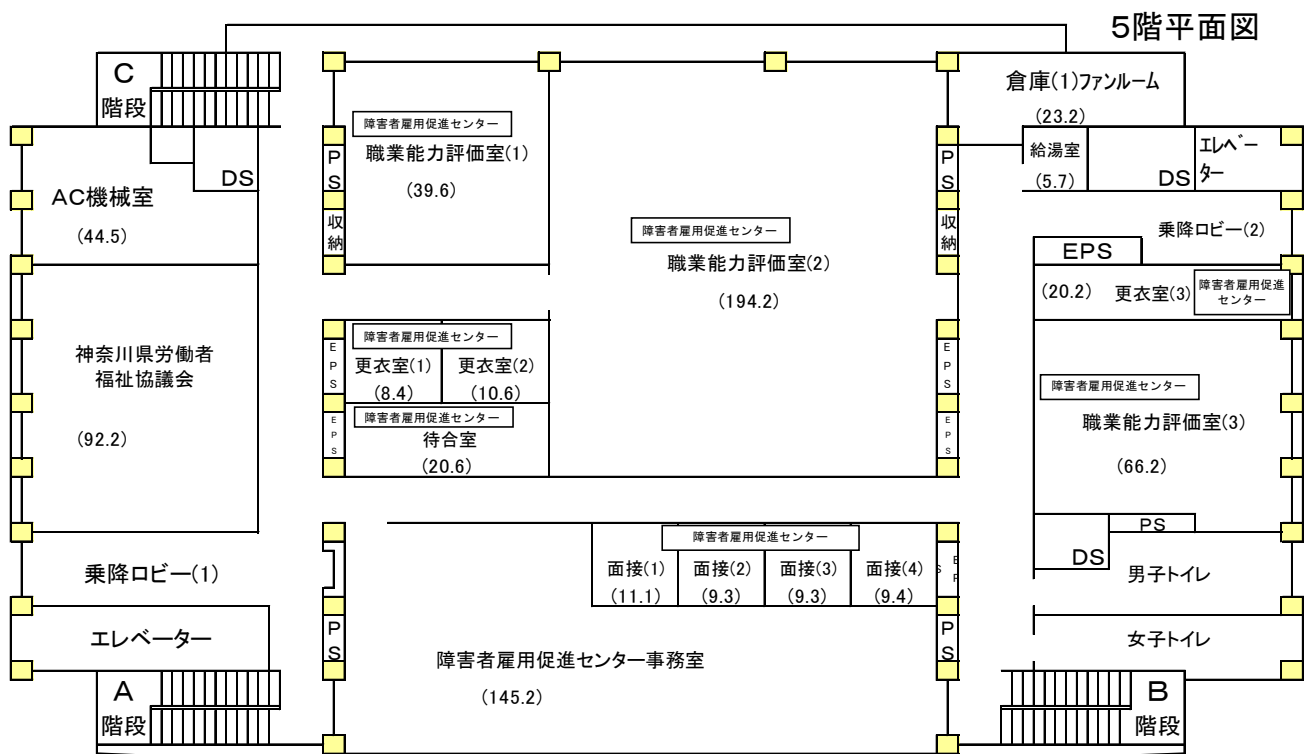 5階平面図
C
階段
倉庫(1)ファンルーム
(23.2)
障害者雇用促進センター
職業能力評価室(1)
(39.6)
PS
収納
PS
収納
給湯室
(5.7)
DS
エレベーター
DS
AC機械室
(44.5)
障害者雇用促進センター
職業能力評価室(2)
(194.2)
乗降ロビー(2)
EPS
(20.2)
更衣室(3)
障害者雇用促進
センター
神奈川県労働者
福祉協議会
(92.2)
EPS
障害者雇用促進センター
更衣室(1)
(8.4)
更衣室(2)
(10.6)
EPS
障害者雇用促進センター
待合室
(20.6)
EPS
EPS
障害者雇用促進センター
職業能力評価室(3)
(66.2)
PS
DS
男子トイレ
女子トイレ
乗降ロビー(1)
エレベーター
障害者雇用促進センター
面接(1)
(11.1)
面接(2)
(9.3)
面接(3)
(9.3)
面接(4)
(9.4)
EPS
PS
PS
障害者雇用促進センター事務室
(145.2)
A
階段
B
階段